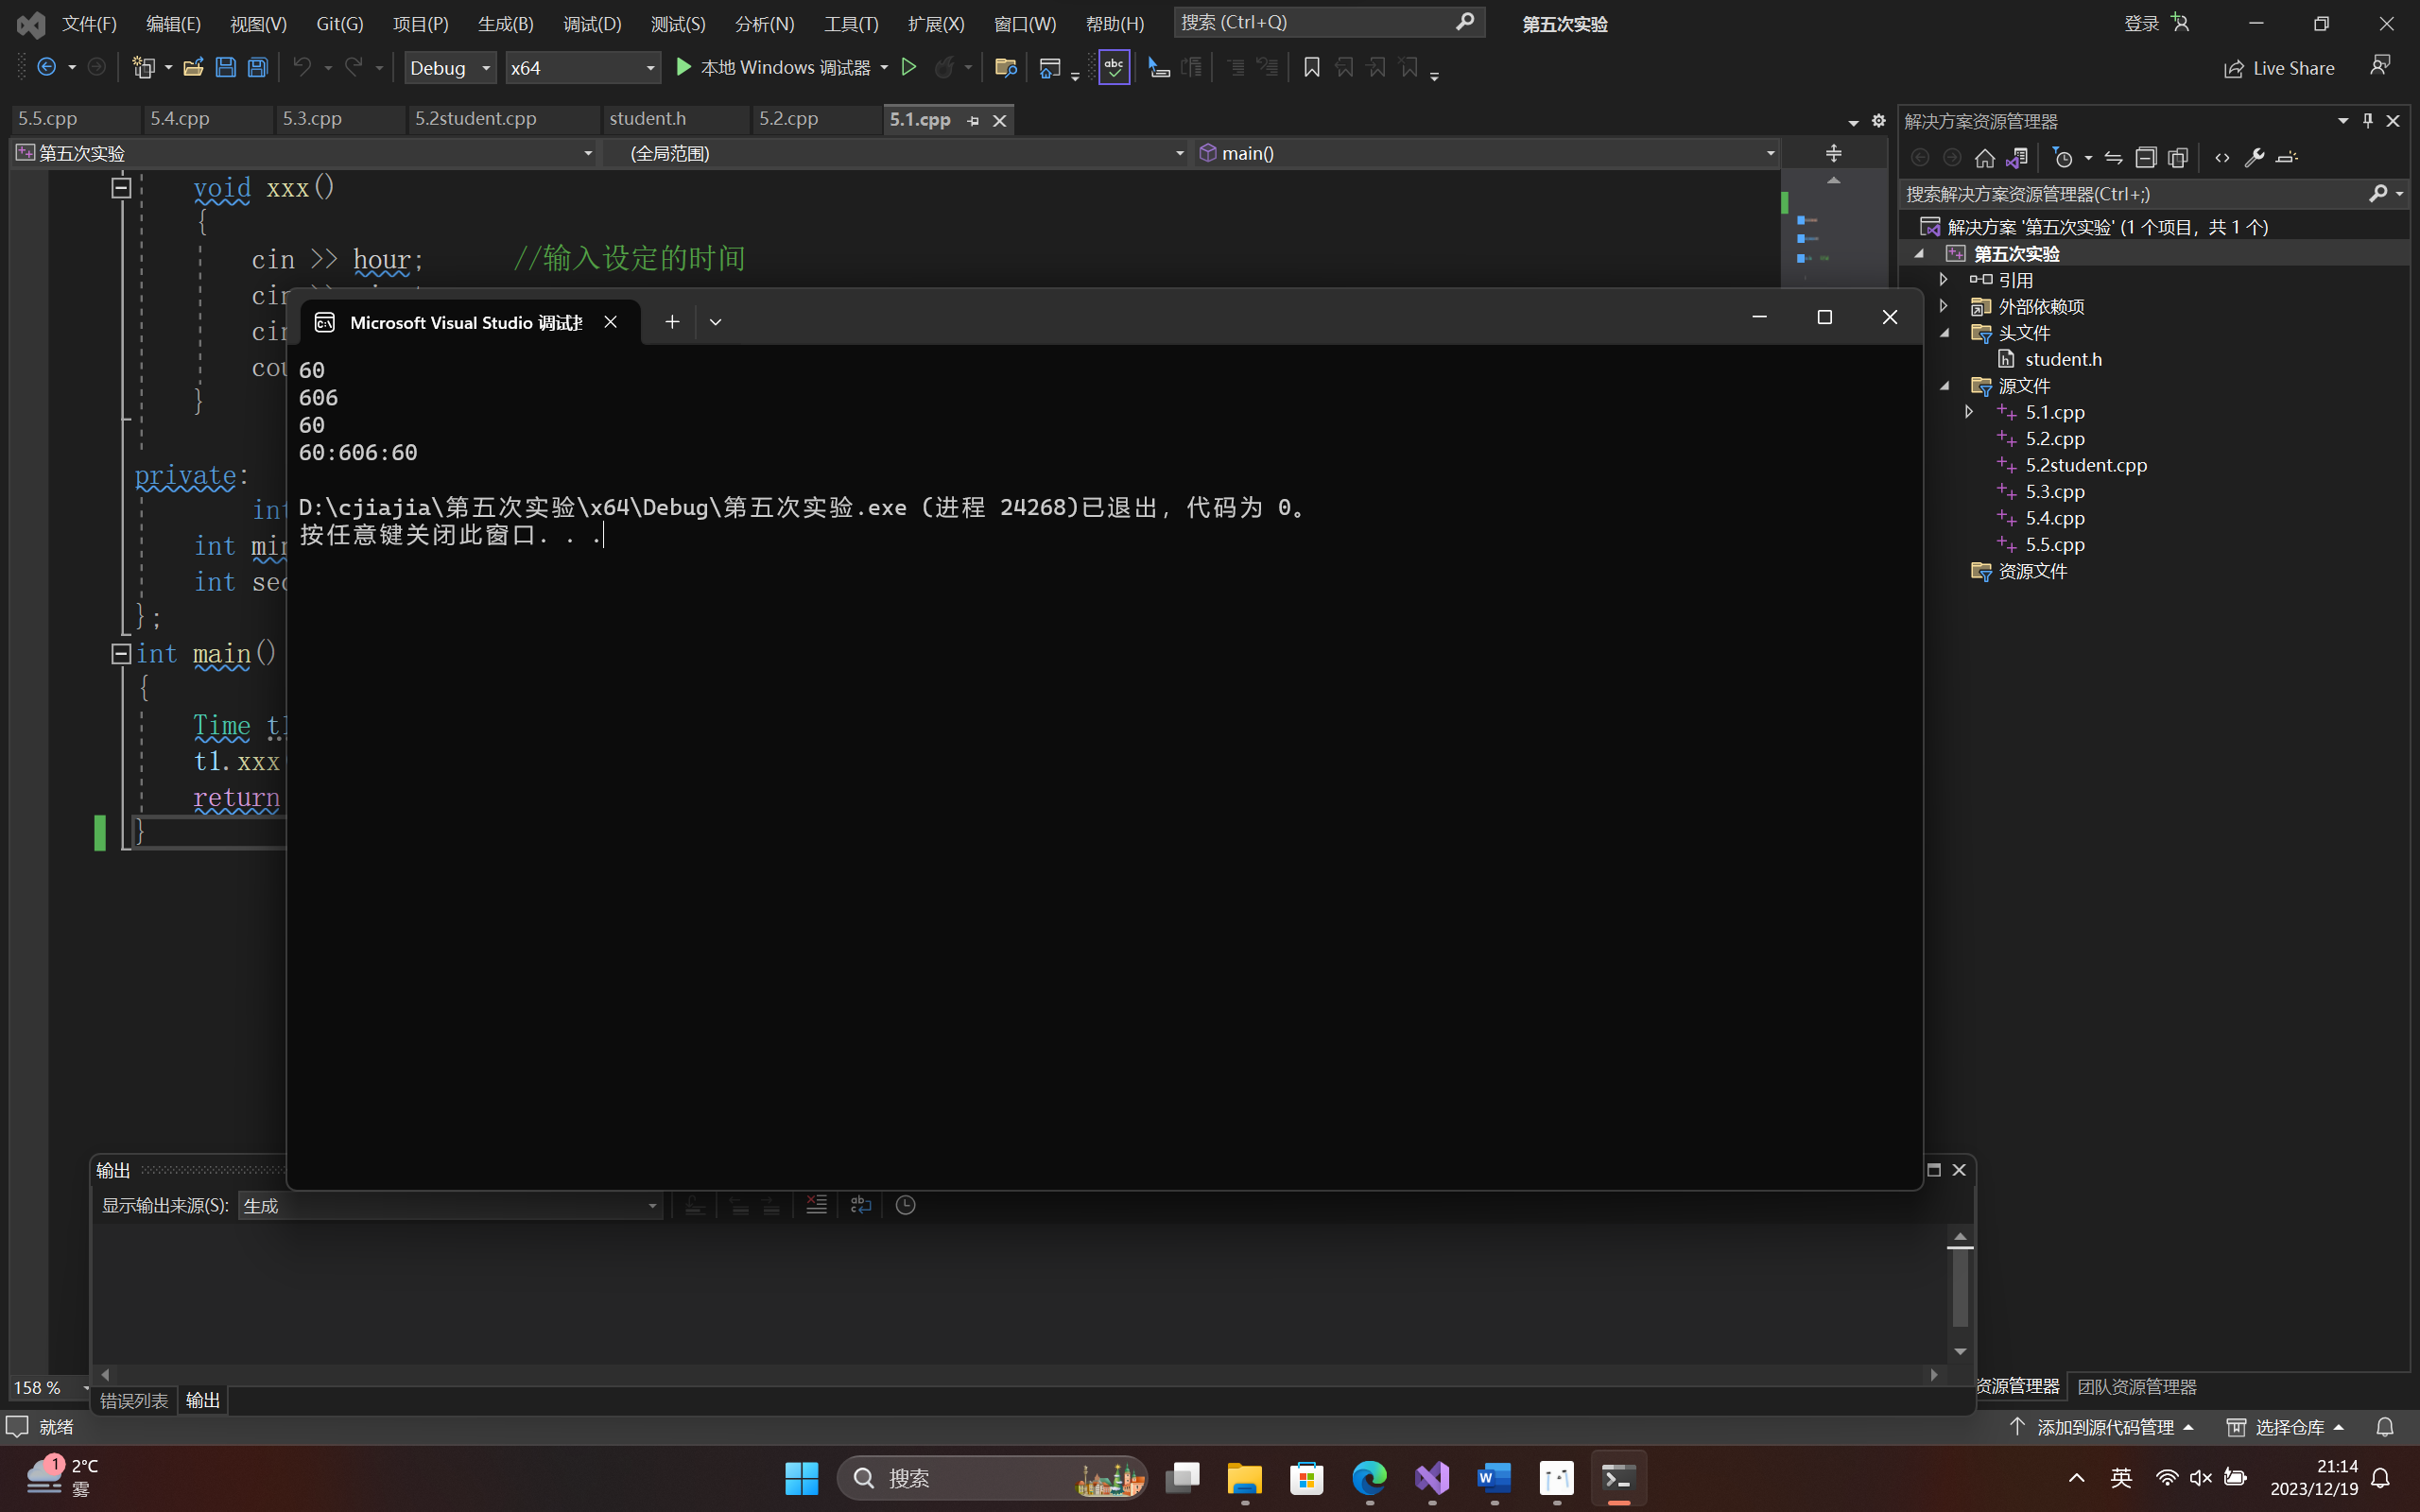 文件(F) 编辑(E) 视图(V) Git(G) 项目(P) 生成(B) 调试(D) 测试(S) 分析(N) 工具(T) 扩展(X) 窗口(W) 帮助(H) 搜索 (Ctrl+Q) 第五次实验 登录
Debug x64 本地 Windows 调试器 Live Share
5.5.cpp 5.4.cpp 5.3.cpp 5.2student.cpp student.h 5.2.cpp 5.1.cpp
第五次实验 (全局范围) main()
void xxx()
{
cin >> hour; //输入设定的时间
cin
cin
cou
}
private:
int
int min
int sec
};
int main()
{
Time t1
t1.xxx
return
}
Microsoft Visual Studio 调试
60
606
60
60:606:60
D:\cjiajia\第五次实验\x64\Debug\第五次实验.exe (进程 24268)已退出，代码为 0。
按任意键关闭此窗口. . .
解决方案资源管理器
搜索解决方案资源管理器(Ctrl+;)
解决方案 '第五次实验' (1 个项目，共 1 个)
第五次实验
引用
外部依赖项
头文件
student.h
源文件
5.1.cpp
5.2.cpp
5.2student.cpp
5.3.cpp
5.4.cpp
5.5.cpp
资源文件
输出
显示输出来源(S): 生成
158 %
错误列表 输出
资源管理器 团队资源管理器
就绪 添加到源代码管理 选择仓库
1 2°C
雾
搜索
英
21:14
2023/12/19